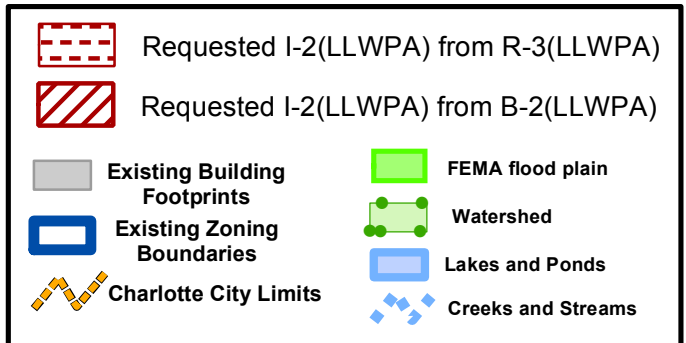 Requested I-2(LLWPA) from R-3(LLWPA)
Requested I-2(LLWPA) from B-2(LLWPA)
Existing Building
Footprints
Existing Zoning
Boundaries
Charlotte City Limits
FEMA flood plain
Watershed
Lakes and Ponds
Creeks and Streams